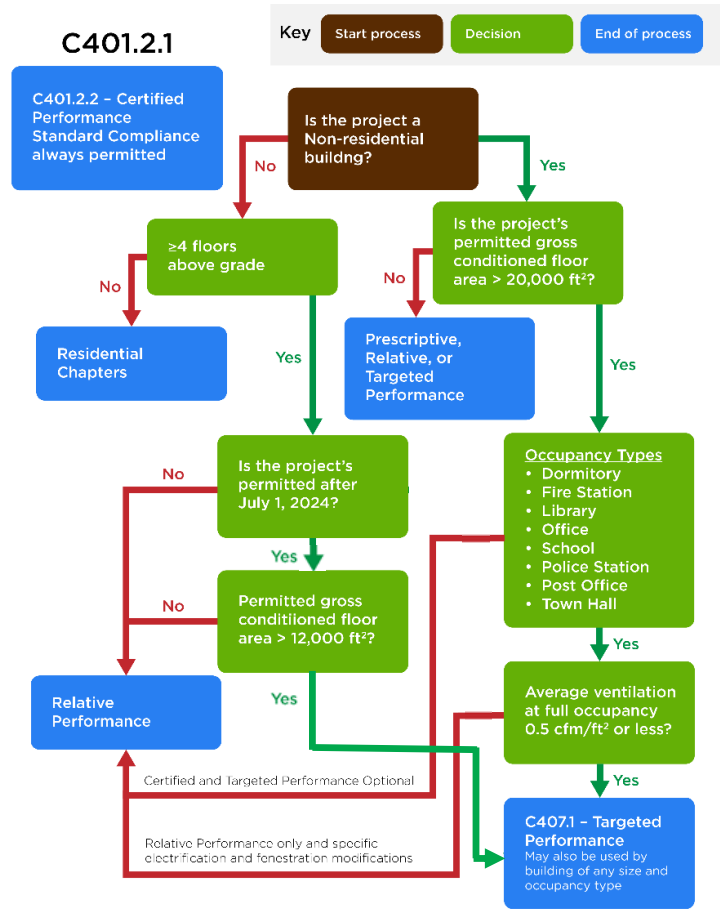 Key
Start process
Decision
End of process
C401.2.1
C401.2.2 – Certified
Performance
Standard Compliance
always permitted
Is the project a
Non-residential
buildng?
No
Yes
≥4 floors
above grade
Is the project's
permitted gross
conditioned floor
area > 20,000 ft²?
No
No
Residential
Chapters
Prescriptive,
Relative, or
Targeted
Performance
Yes
Yes
Is the project's
permitted after
July 1, 2024?
No
Occupancy Types
• Dormitory
• Fire Station
• Library
• Office
• School
• Police Station
• Post Office
• Town Hall
Yes
Permitted gross
conditiioned floor
area > 12,000 ft²?
No
Yes
Yes
Relative
Performance
Average ventilation
at full occupancy
0.5 cfm/ft² or less?
Certified and Targeted Performance Optional
Yes
Relative Performance only and specific
electrification and fenestration modifications
C407.1 – Targeted
Performance
May also be used by
building of any size and
occupancy type